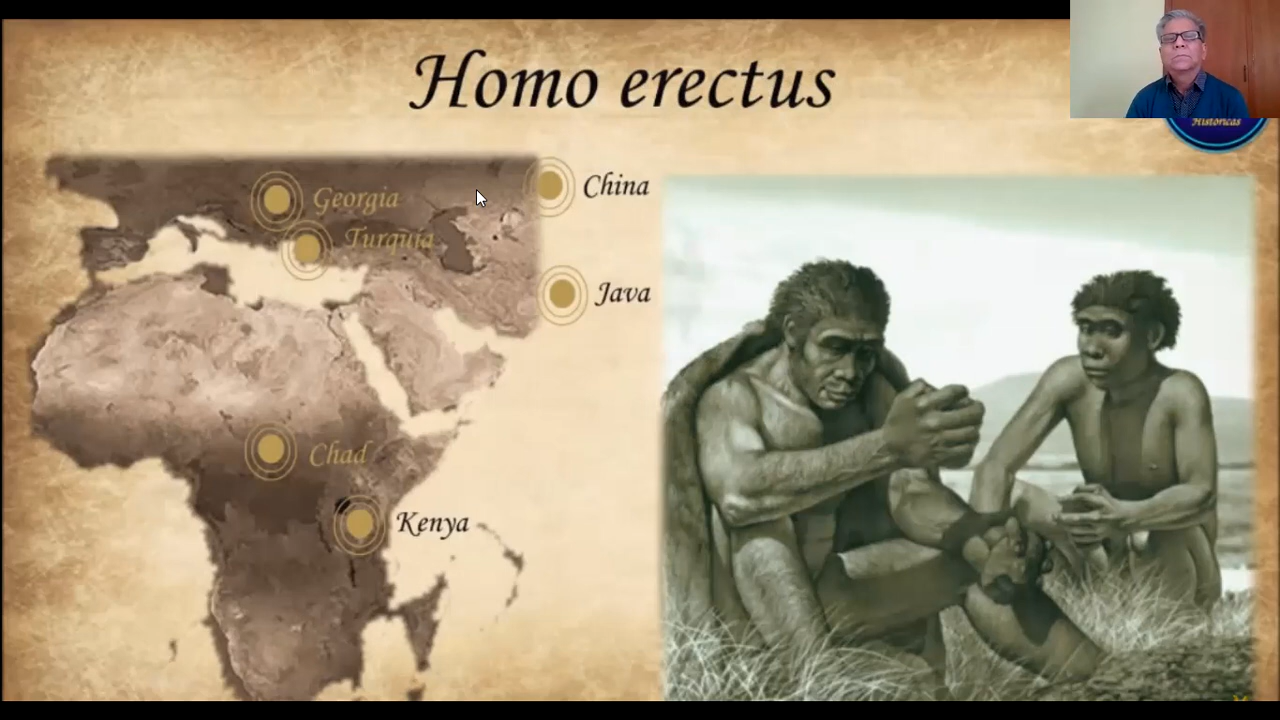 Homo erectus
Históricas
Georgia
China
Turquía
Java
Chad
Kenya